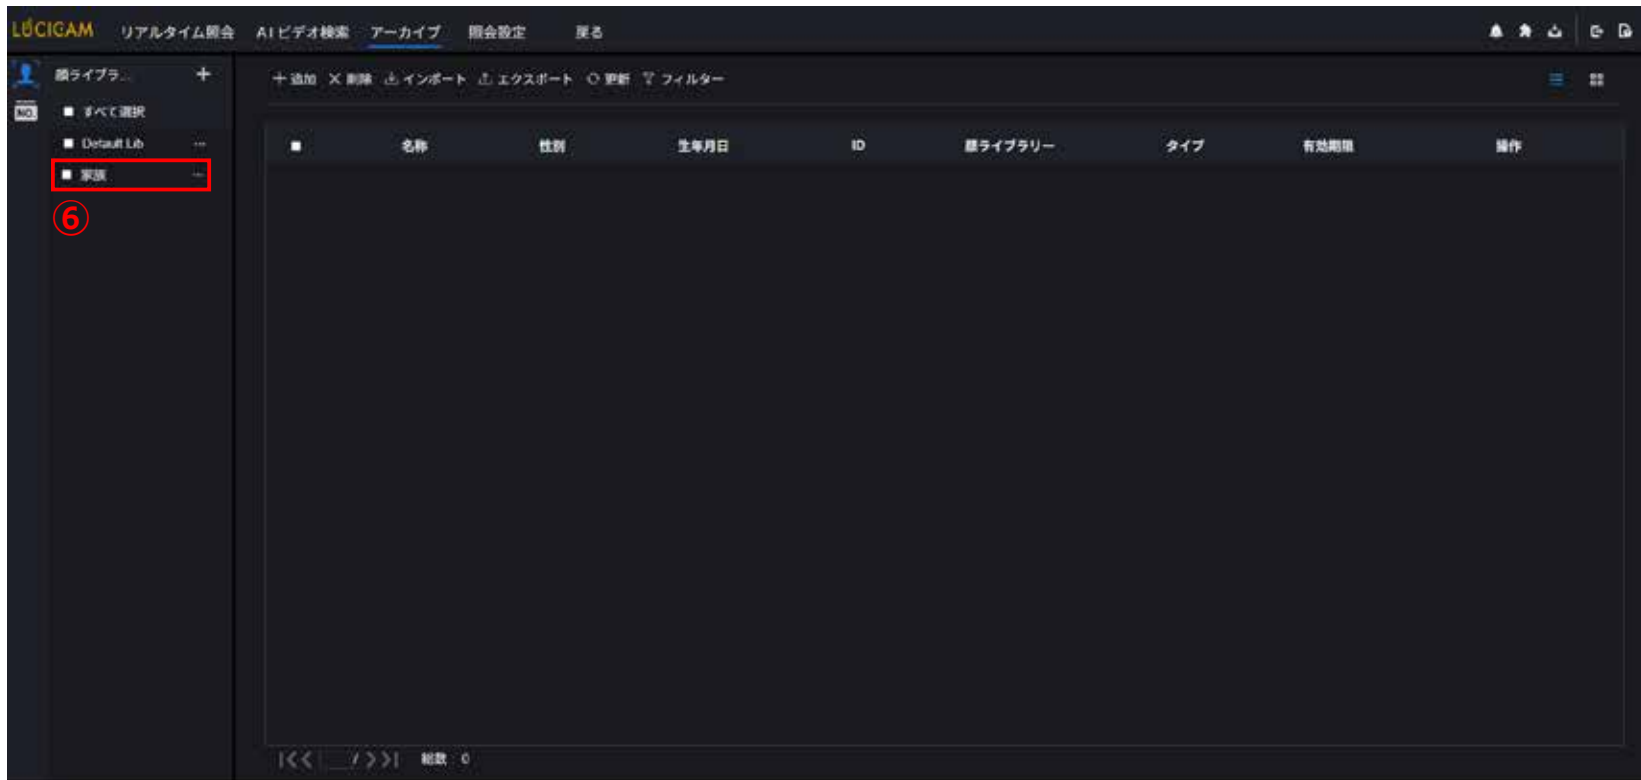 LUCIGAM リアルタイム照会 AIビデオ検索 アーカイブ 照会設定 戻る
顔ライブラ... +
+追加 ×削除 インポート エクスポート 更新 フィルター
NO.
すべて選択
Default Lib ...
家族 ...
⑥
名称 性別 生年月日 ID 顔ライブラリー タイプ 有効期限 操作
|<< / >>| 総数: 0